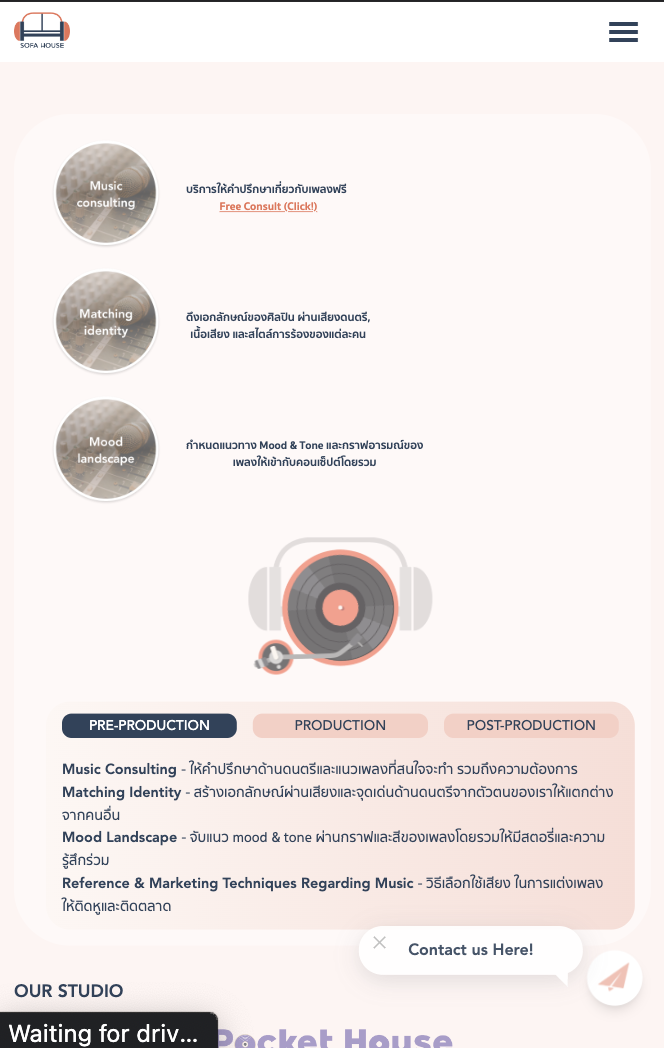 SOFA HOUSE
Music
consulting
บริการให้คำปรึกษาเกี่ยวกับเพลงฟรี
Free Consult (Click!)
Matching
identity
ดึงเอกลักษณ์ของศิลปิน ผ่านเสียงดนตรี,
เนื้อเสียง และสไตล์การร้องของแต่ละคน
Mood
landscape
กำหนดแนวทาง Mood & Tone และกราฟอารมณ์ของ
เพลงให้เข้ากับคอนเซ็ปต์โดยรวม
PRE-PRODUCTION
PRODUCTION
POST-PRODUCTION
Music Consulting - ให้คำปรึกษาด้านดนตรีและแนวเพลงที่สนใจจะทำ รวมถึงความต้องการ
Matching Identity - สร้างเอกลักษณ์ผ่านเสียงและจุดเด่นด้านดนตรีจากตัวตนของเราให้แตกต่าง
จากคนอื่น
Mood Landscape - จับแนว mood & tone ผ่านกราฟและสีของเพลงโดยรวมให้มีสตอรี่และความ
รู้สึกร่วม
Reference & Marketing Techniques Regarding Music - วิธีเลือกใช้เสียง ในการแต่งเพลง
ให้ติดหูและติดตลาด
Contact us Here!
OUR STUDIO
Pocket House
Waiting for driv...